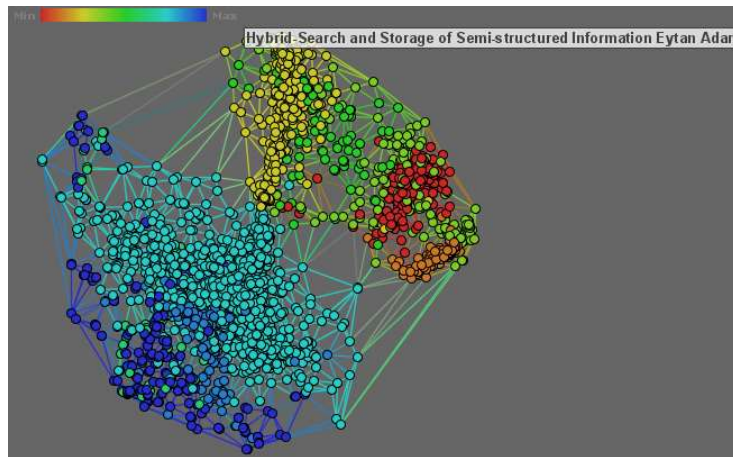 Min Max
Hybrid-Search and Storage of Semi-structured Information Eytan Adar